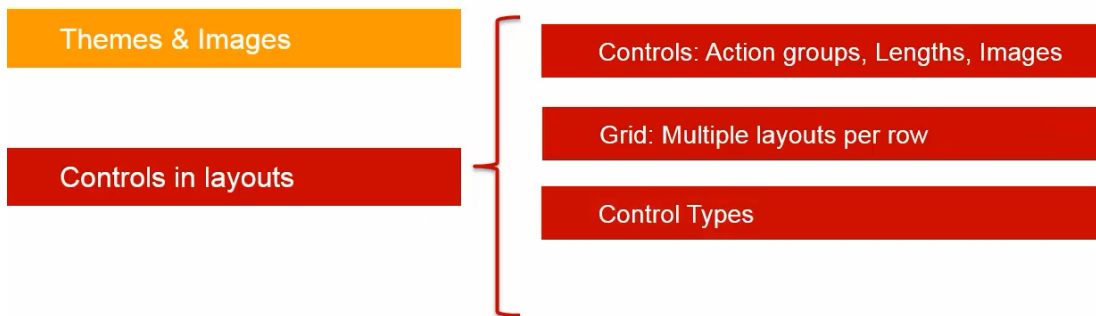 Themes & Images
Controls in layouts
Controls: Action groups, Lengths, Images
Grid: Multiple layouts per row
Control Types